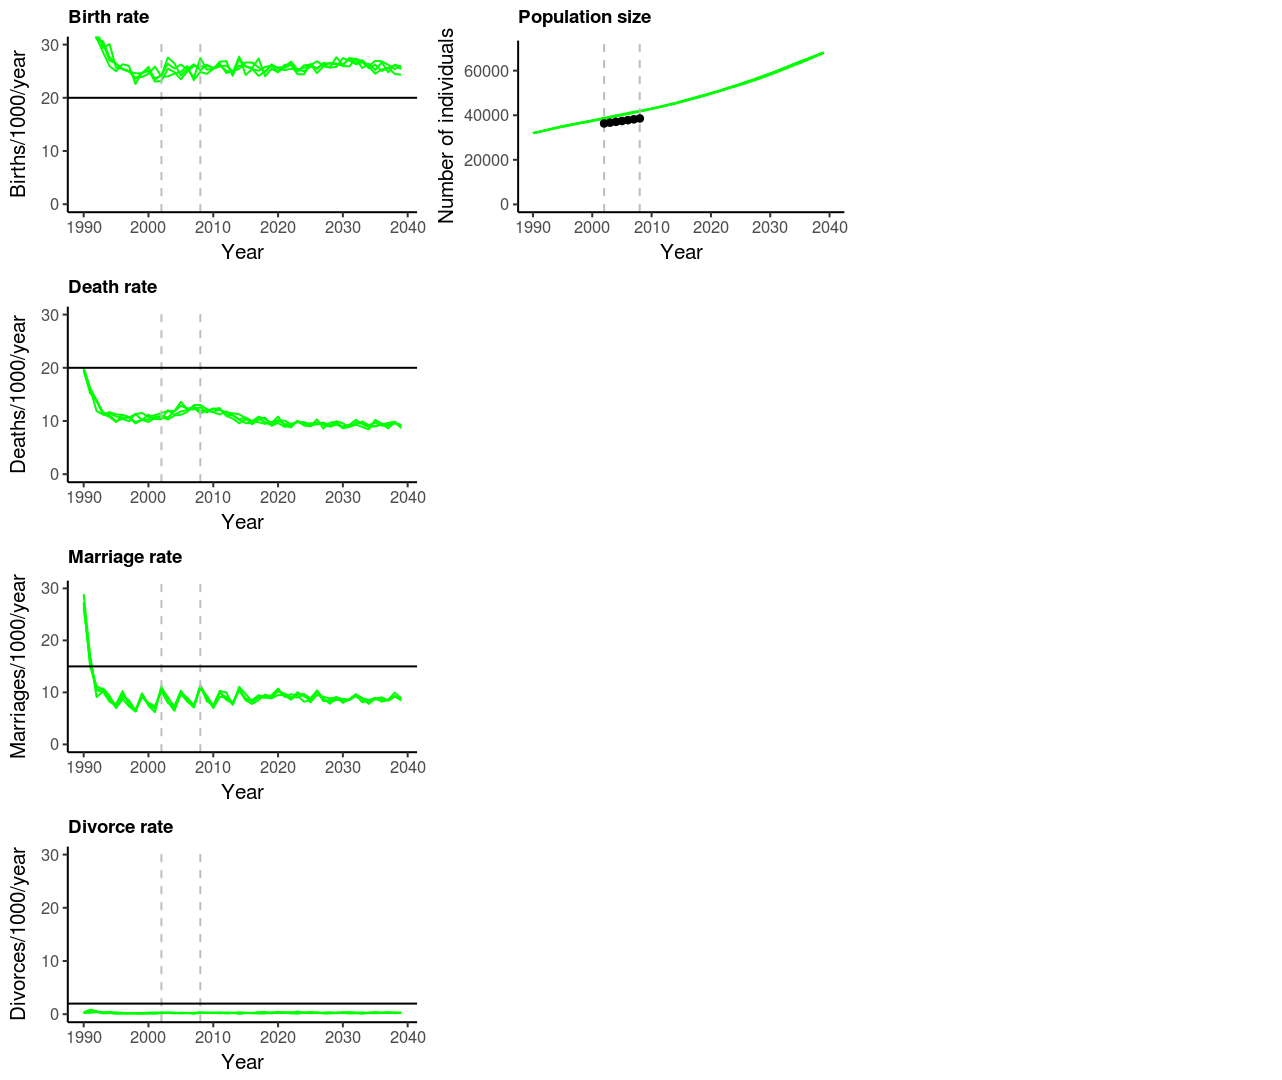 Birth rate
Births/1000/year
30
20
10
0
1990 2000 2010 2020 2030 2040
Year
Population size
Number of individuals
60000
40000
20000
0
1990 2000 2010 2020 2030 2040
Year
Death rate
Deaths/1000/year
30
20
10
0
1990 2000 2010 2020 2030 2040
Year
Marriage rate
Marriages/1000/year
30
20
10
0
1990 2000 2010 2020 2030 2040
Year
Divorce rate
Divorces/1000/year
30
20
10
0
1990 2000 2010 2020 2030 2040
Year